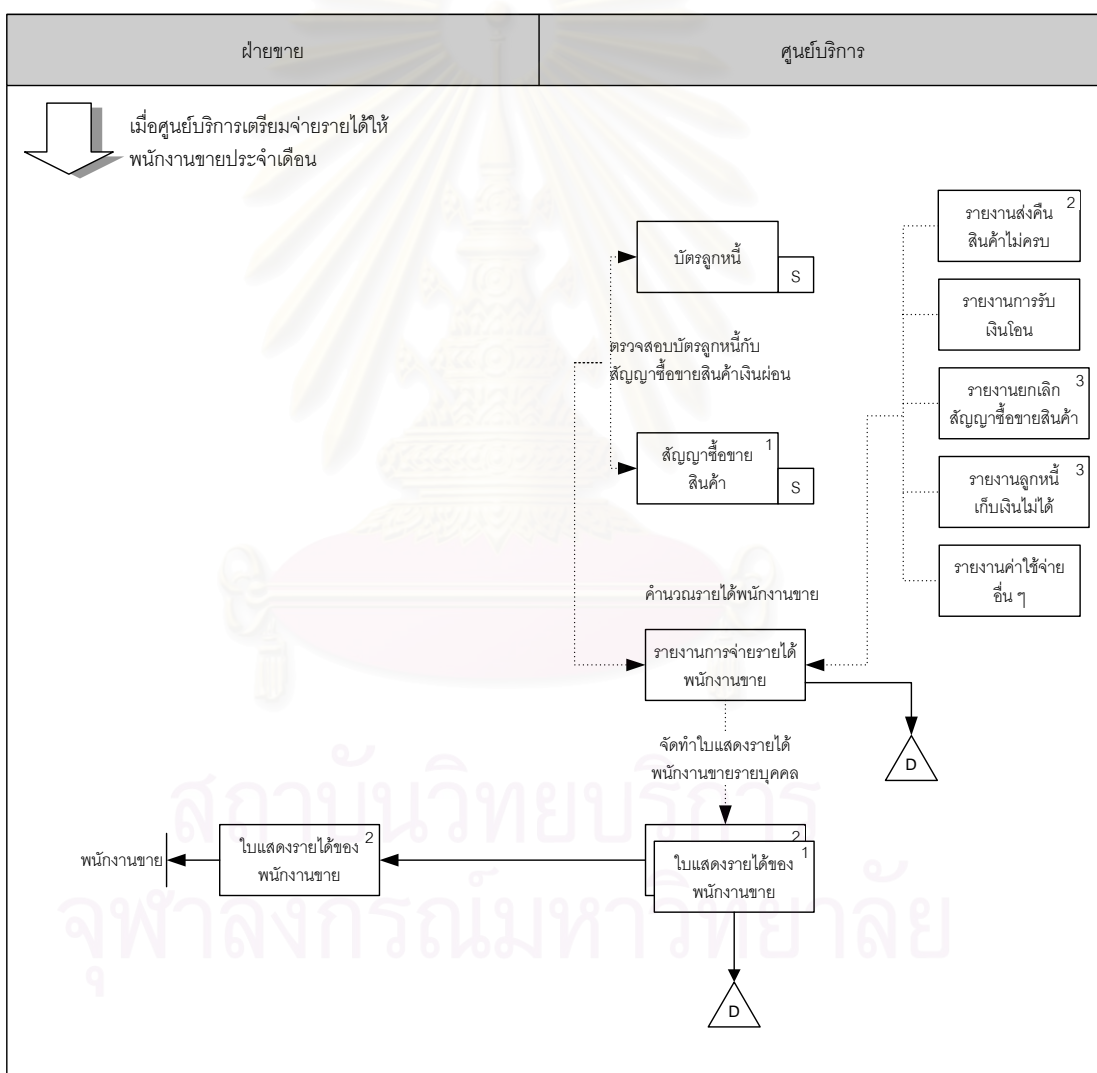 ฝ่ายขาย
ศูนย์บริการ
เมื่อศูนย์บริการเตรียมจ่ายรายได้ให้
พนักงานขายประจำเดือน
รายงานส่งคืน 2
สินค้าไม่ครบ
บัตรลูกหนี้
S
รายงานการรับ
เงินโอน
ตรวจสอบบัตรลูกหนี้กับ
สัญญาซื้อขายสินค้าเงินผ่อน
รายงานยกเลิก 3
สัญญาซื้อขายสินค้า
สัญญาซื้อขาย 1
สินค้า
S
รายงานลูกหนี้ 3
เก็บเงินไม่ได้
รายงานค่าใช้จ่าย
อื่น ๆ
คำนวณรายได้พนักงานขาย
รายงานการจ่ายรายได้
พนักงานขาย
D
จัดทำใบแสดงรายได้
พนักงานขายรายบุคคล
พนักงานขาย
ใบแสดงรายได้ของ 2
พนักงานขาย
2
ใบแสดงรายได้ของ 1
พนักงานขาย
D
สถาบันวิทยบริการ
จุฬาลงกรณ์มหาวิทยาลัย